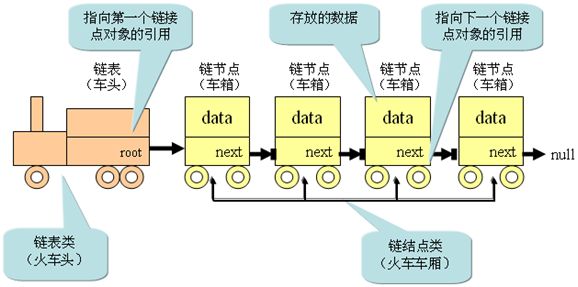 指向第一个链接
点对象的引用
存放的数据
指向下一个链接
点对象的引用
链表
（车头）
链节点
（车箱）
链节点
（车箱）
链节点
（车箱）
链节点
（车箱）
data
data
data
data
root
next
next
next
next
null
链表类
（火车头）
链结点类
（火车车厢）